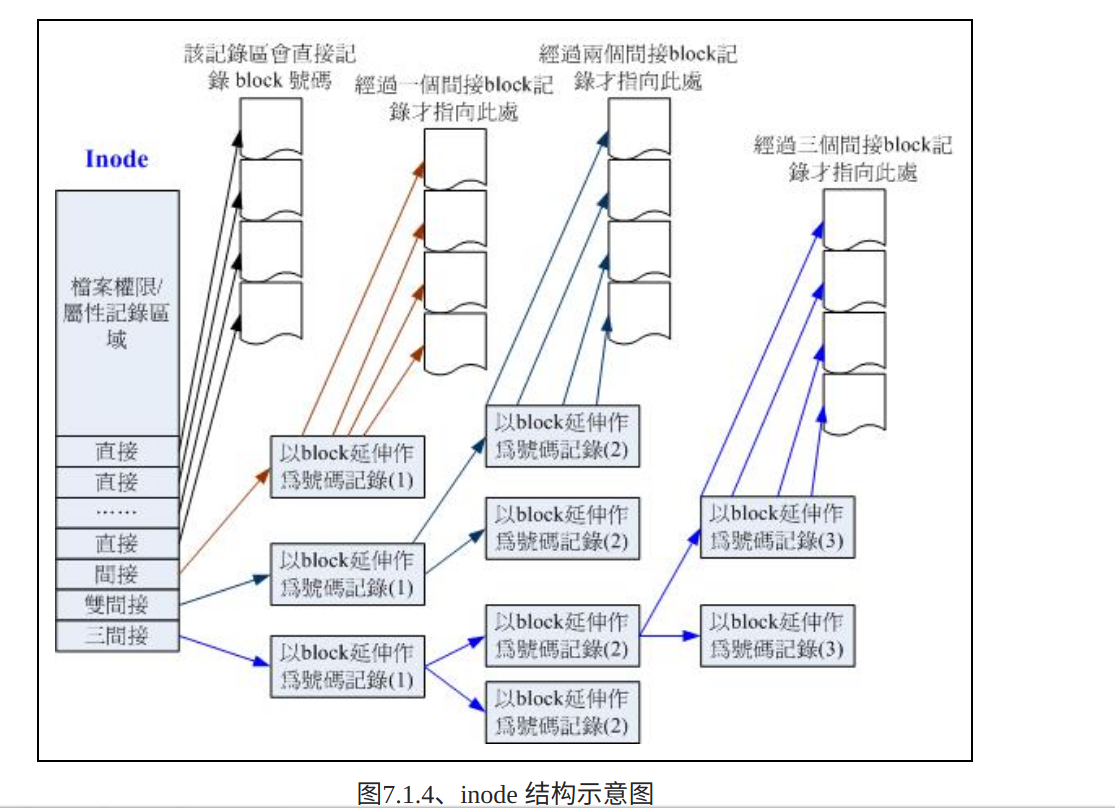 該記錄區會直接記
錄 block 號碼
經過一個間接block記
錄才指向此處
經過兩個間接block記
錄才指向此處
經過三個間接block記
錄才指向此處
Inode
檔案權限/
屬性記錄區
域
直接
直接
……
直接
間接
雙間接
三間接
以block延伸作
爲號碼記錄(1)
以block延伸作
爲號碼記錄(1)
以block延伸作
爲號碼記錄(1)
以block延伸作
爲號碼記錄(2)
以block延伸作
爲號碼記錄(2)
以block延伸作
爲號碼記錄(2)
以block延伸作
爲號碼記錄(2)
以block延伸作
爲號碼記錄(3)
以block延伸作
爲號碼記錄(3)
图7.1.4、inode 结构示意图